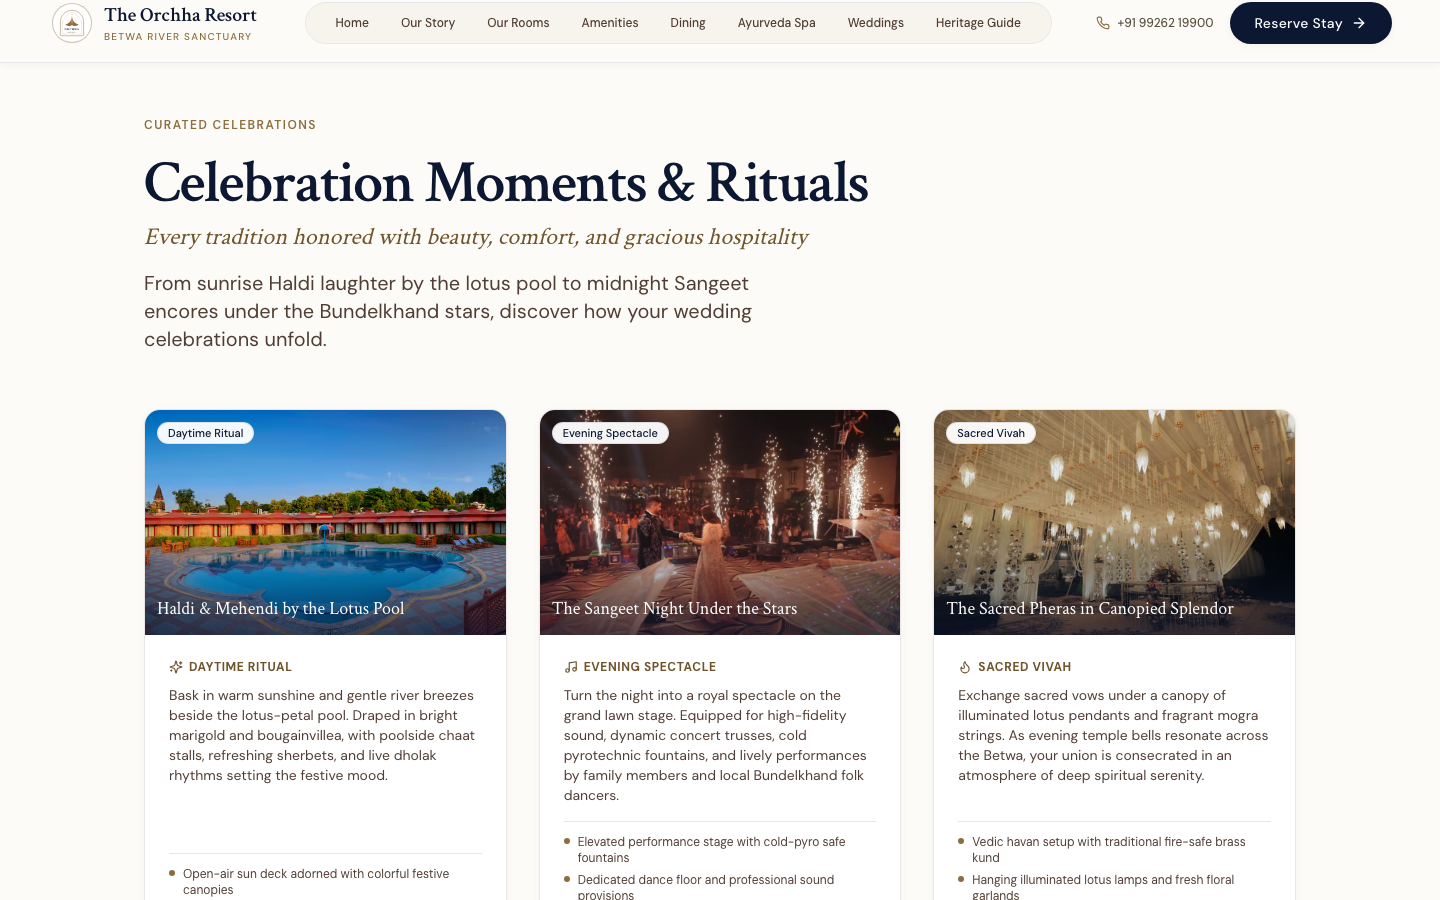 The Orchha Resort
BETWA RIVER SANCTUARY
Home
Our Story
Our Rooms
Amenities
Dining
Ayurveda Spa
Weddings
Heritage Guide
+91 99262 19900
Reserve Stay
CURATED CELEBRATIONS
Celebration Moments & Rituals
Every tradition honored with beauty, comfort, and gracious hospitality
From sunrise Haldi laughter by the lotus pool to midnight Sangeet
encores under the Bundelkhand stars, discover how your wedding
celebrations unfold.
Daytime Ritual
Haldi & Mehendi by the Lotus Pool
DAYTIME RITUAL
Bask in warm sunshine and gentle river breezes
beside the lotus-petal pool. Draped in bright
marigold and bougainvillea, with poolside chaat
stalls, refreshing sherbets, and live dholak
rhythms setting the festive mood.
Open-air sun deck adorned with colorful festive
canopies
Evening Spectacle
The Sangeet Night Under the Stars
EVENING SPECTACLE
Turn the night into a royal spectacle on the
grand lawn stage. Equipped for high-fidelity
sound, dynamic concert trusses, cold
pyrotechnic fountains, and lively performances
by family members and local Bundelkhand folk
dancers.
Elevated performance stage with cold-pyro safe
fountains
Dedicated dance floor and professional sound
provisions
Sacred Vivah
The Sacred Pheras in Canopied Splendor
SACRED VIVAH
Exchange sacred vows under a canopy of
illuminated lotus pendants and fragrant mogra
strings. As evening temple bells resonate across
the Betwa, your union is consecrated in an
atmosphere of deep spiritual serenity.
Vedic havan setup with traditional fire-safe brass
kund
Hanging illuminated lotus lamps and fresh floral
garlands